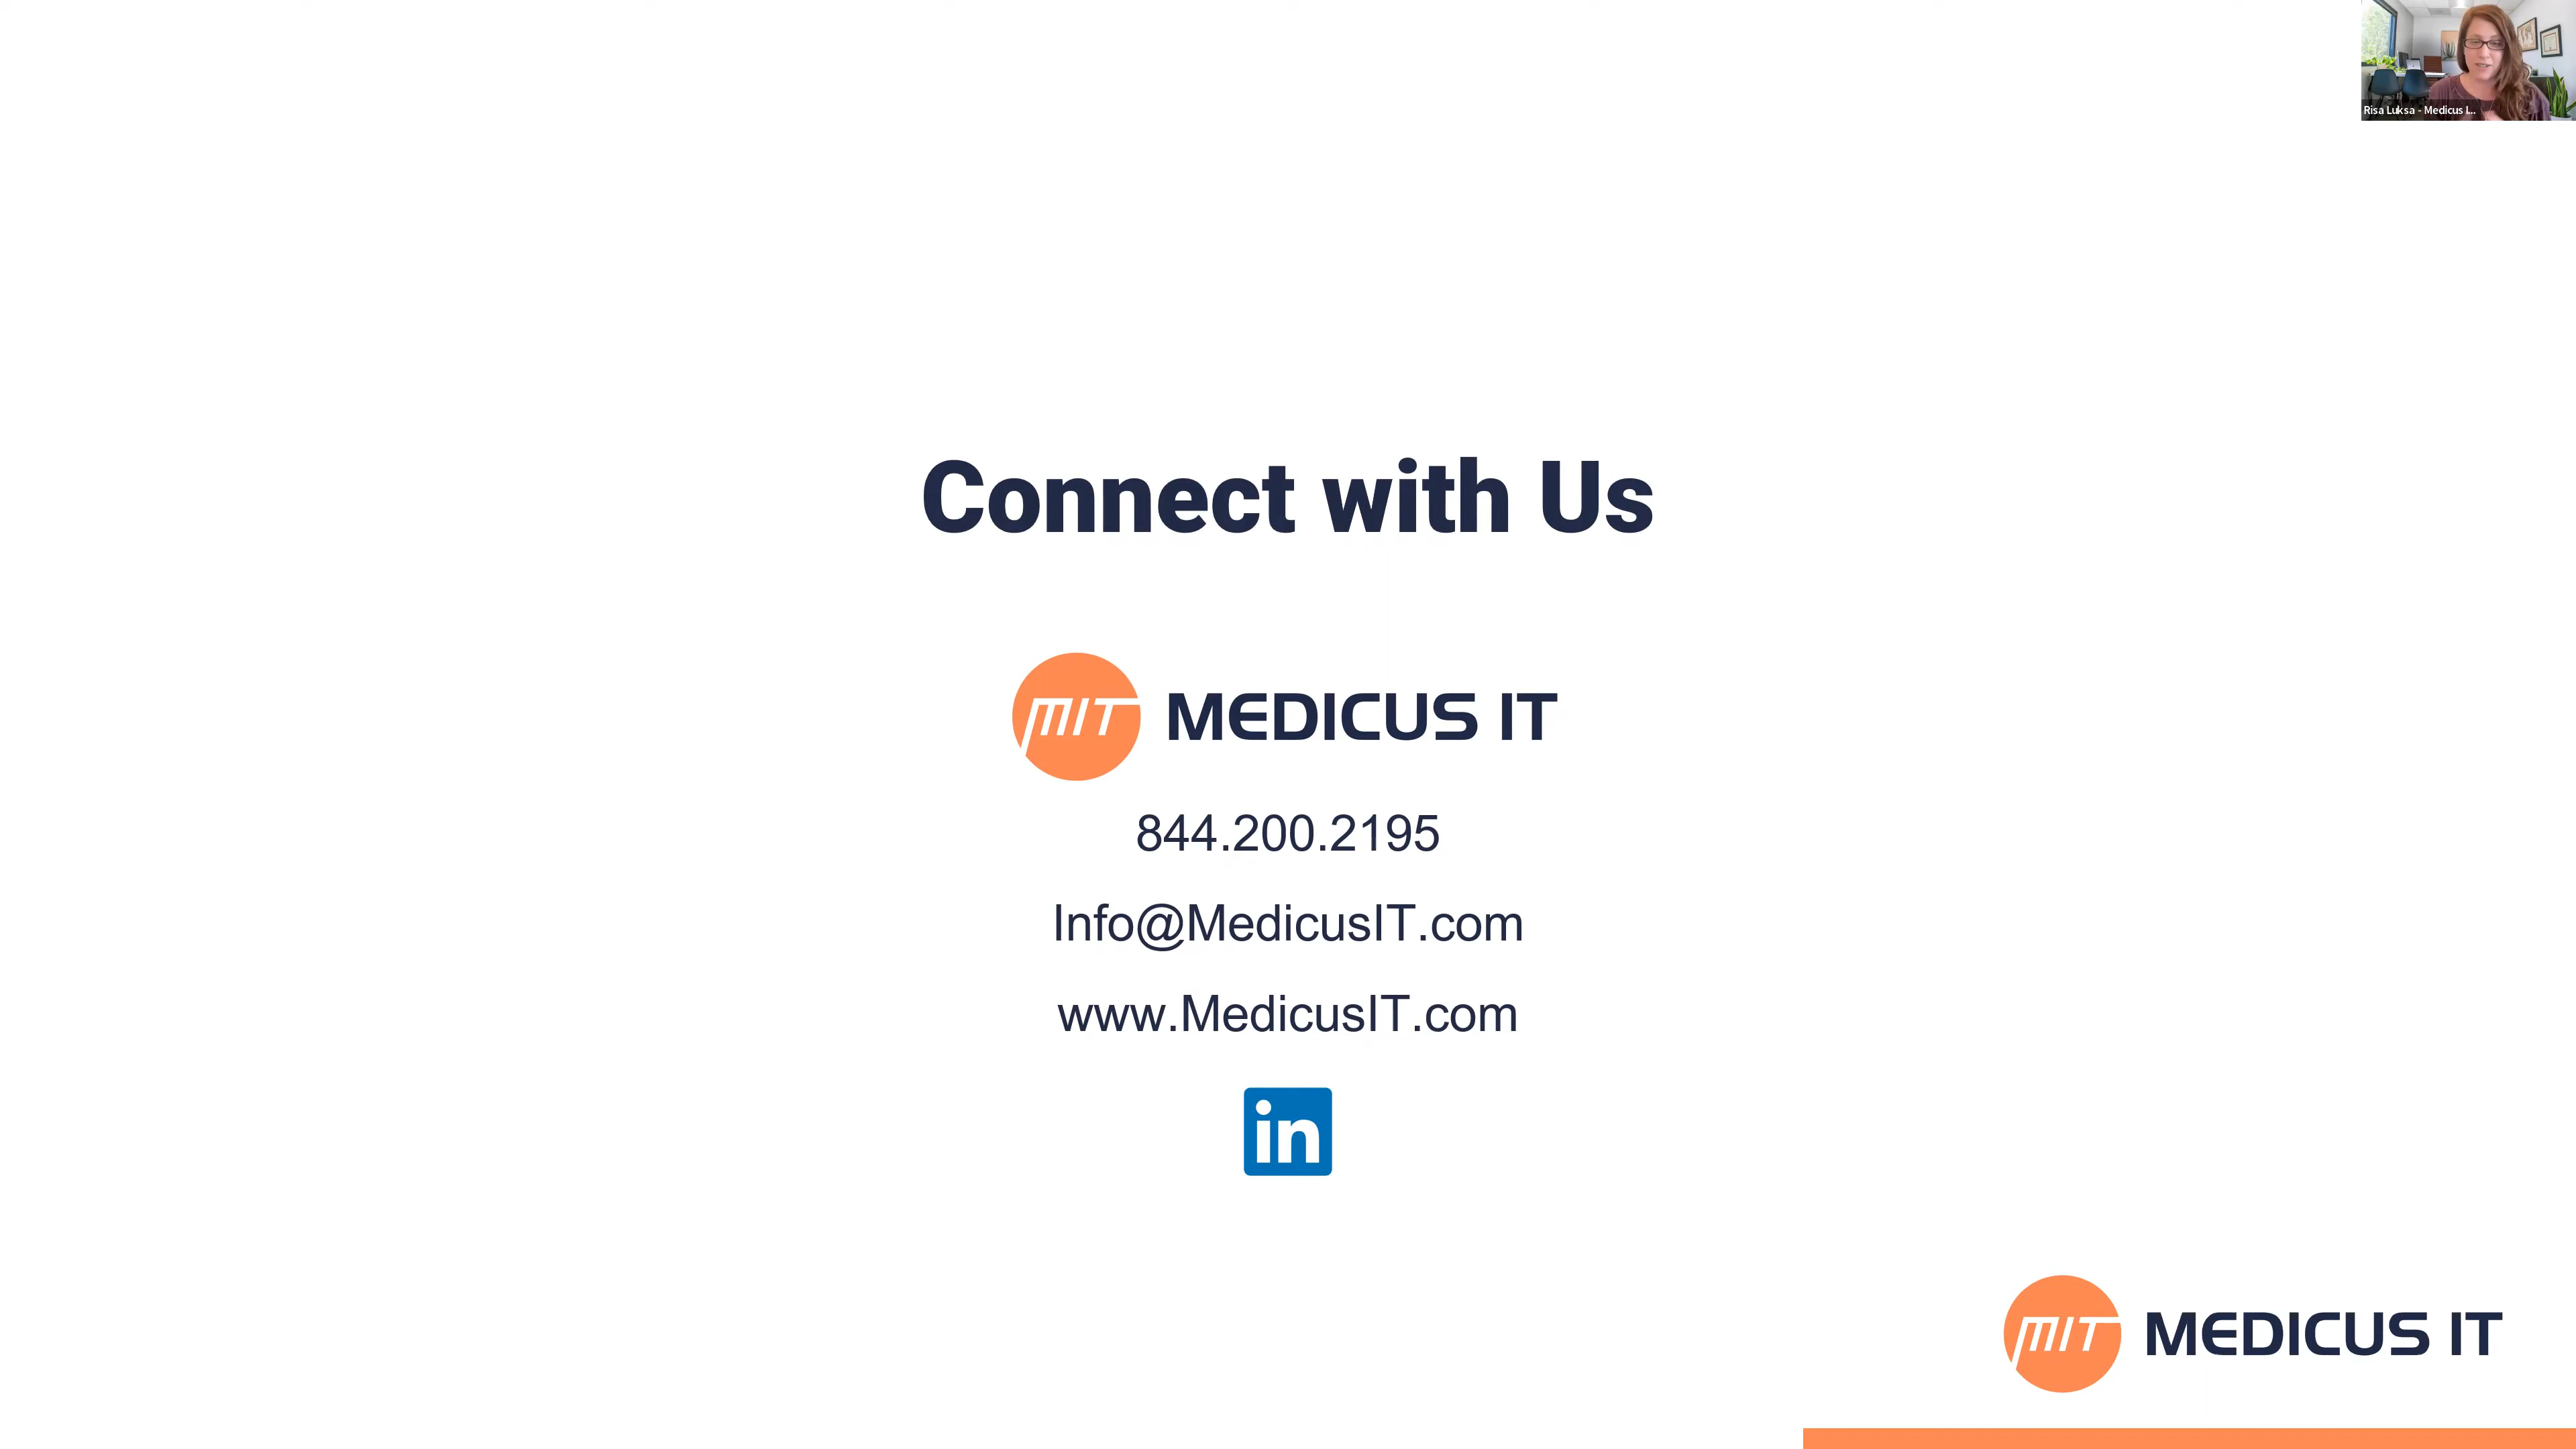 Risa Luksa - Medicus I...
Connect with Us
MIT MEDICUS IT
844.200.2195
Info@MedicusIT.com
www.MedicusIT.com
in
MIT MEDICUS IT